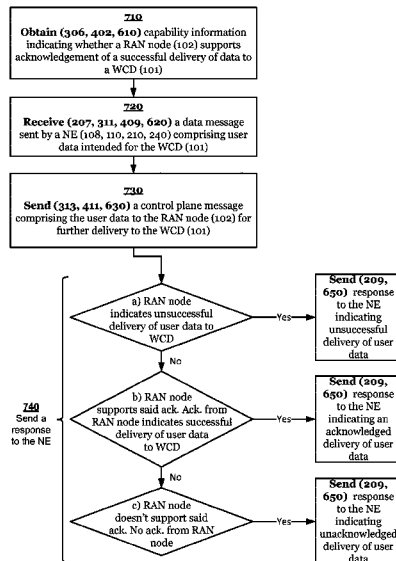 710
Obtain (306, 402, 610) capability information
indicating whether a RAN node (102) supports
acknowledgement of a successful delivery of data to
a WCD (101)
720
Receive (207, 311, 409, 620) a data message
sent by a NE (108, 110, 210, 240) comprising user
data intended for the WCD (101)
730
Send (313, 411, 630) a control plane message
comprising the user data to the RAN node (102) for
further delivery to the WCD (101)
740
Send a
response
to the NE
a) RAN node
indicates unsuccessful
delivery of user data to
WCD
Yes
Send (209,
650) response
to the NE
indicating
unsuccessful
delivery of user
data
No
b) RAN node
supports said ack. Ack. from
RAN node indicates successful
delivery of user data
to WCD
Yes
Send (209,
650) response
to the NE
indicating an
acknowledged
delivery of user
data
No
c) RAN node
doesn't support said
ack. No ack. from RAN
node
Yes
Send (209,
650) response
to the NE
indicating
unacknowledged
delivery of user
data